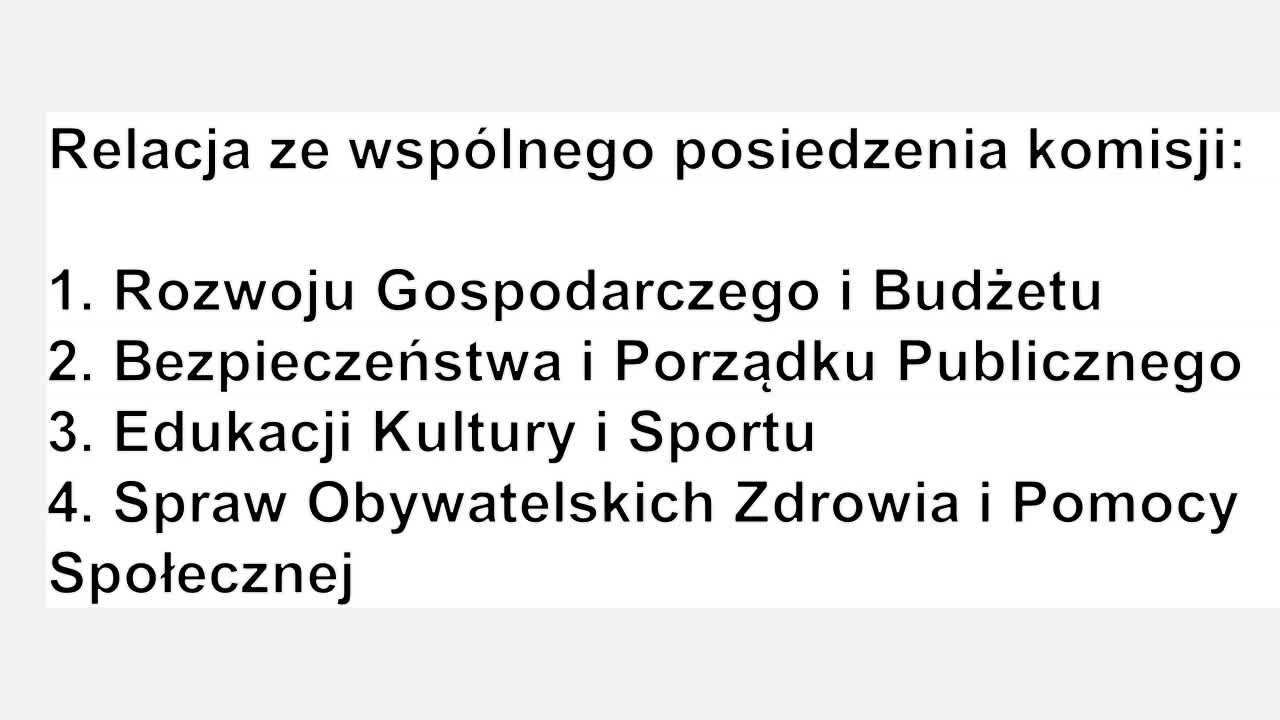 Relacja ze wspólnego posiedzenia komisji:
1. Rozwoju Gospodarczego i Budżetu
2. Bezpieczeństwa i Porządku Publicznego
3. Edukacji Kultury i Sportu
4. Spraw Obywatelskich Zdrowia i Pomocy
Społecznej